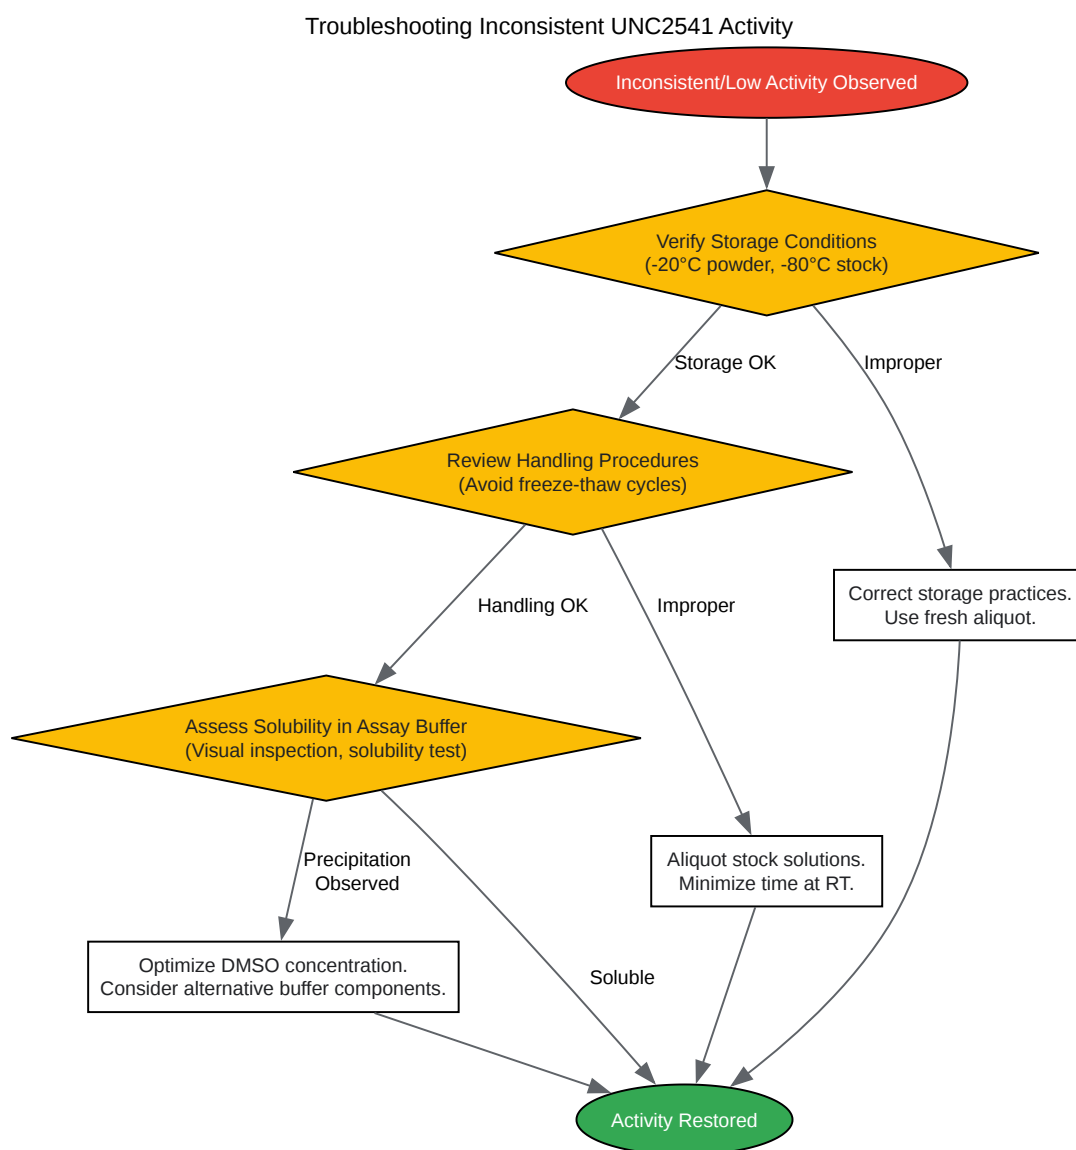 Troubleshooting Inconsistent UNC2541 Activity
Inconsistent/Low Activity Observed
Verify Storage Conditions
(-20°C powder, -80°C stock)
Storage OK
Improper
Review Handling Procedures
(Avoid freeze-thaw cycles)
Handling OK
Improper
Correct storage practices.
Use fresh aliquot.
Assess Solubility in Assay Buffer
(Visual inspection, solubility test)
Precipitation
Observed
Aliquot stock solutions.
Minimize time at RT.
Optimize DMSO concentration.
Consider alternative buffer components.
Soluble
Activity Restored